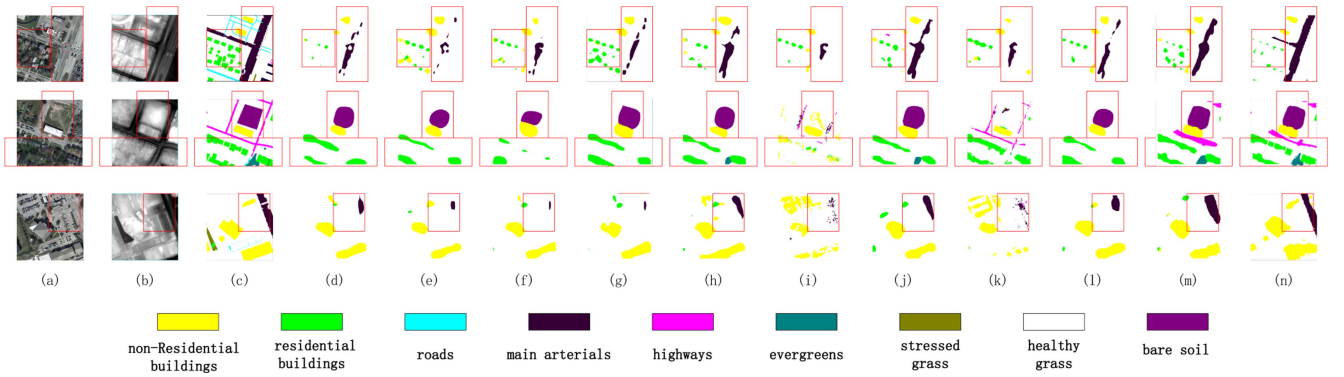 (a) (b) (c) (d) (e) (f) (g) (h) (i) (j) (k) (l) (m) (n)
non-Residential
buildings
residential
buildings
roads
main arterials
highways
evergreens
stressed
grass
healthy
grass
bare soil